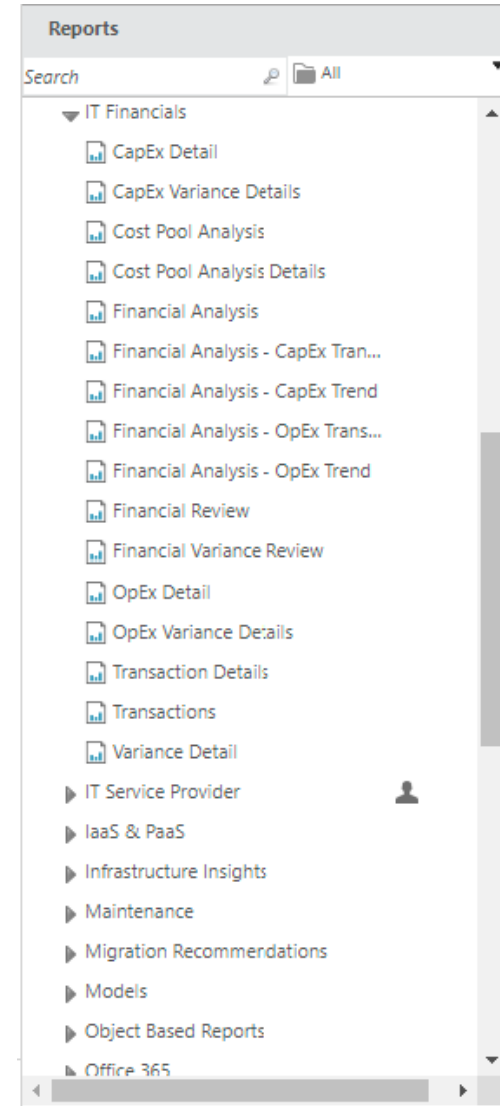 Reports
Search
All
IT Financials
CapEx Detail
CapEx Variance Details
Cost Pool Analysis
Cost Pool Analysis Details
Financial Analysis
Financial Analysis - CapEx Tran...
Financial Analysis - CapEx Trend
Financial Analysis - OpEx Trans...
Financial Analysis - OpEx Trend
Financial Review
Financial Variance Review
OpEx Detail
OpEx Variance Details
Transaction Details
Transactions
Variance Detail
IT Service Provider
IaaS & PaaS
Infrastructure Insights
Maintenance
Migration Recommendations
Models
Object Based Reports
Office 365